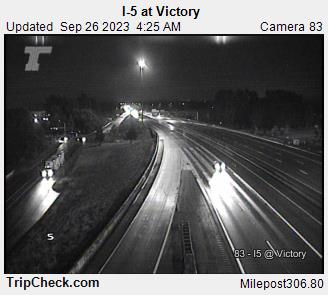 I-5 at Victory
Updated Sep 26 2023 4:25 AM Camera 83
T
S
83 - I5 @ Victory
TripCheck.com Milepost306.80